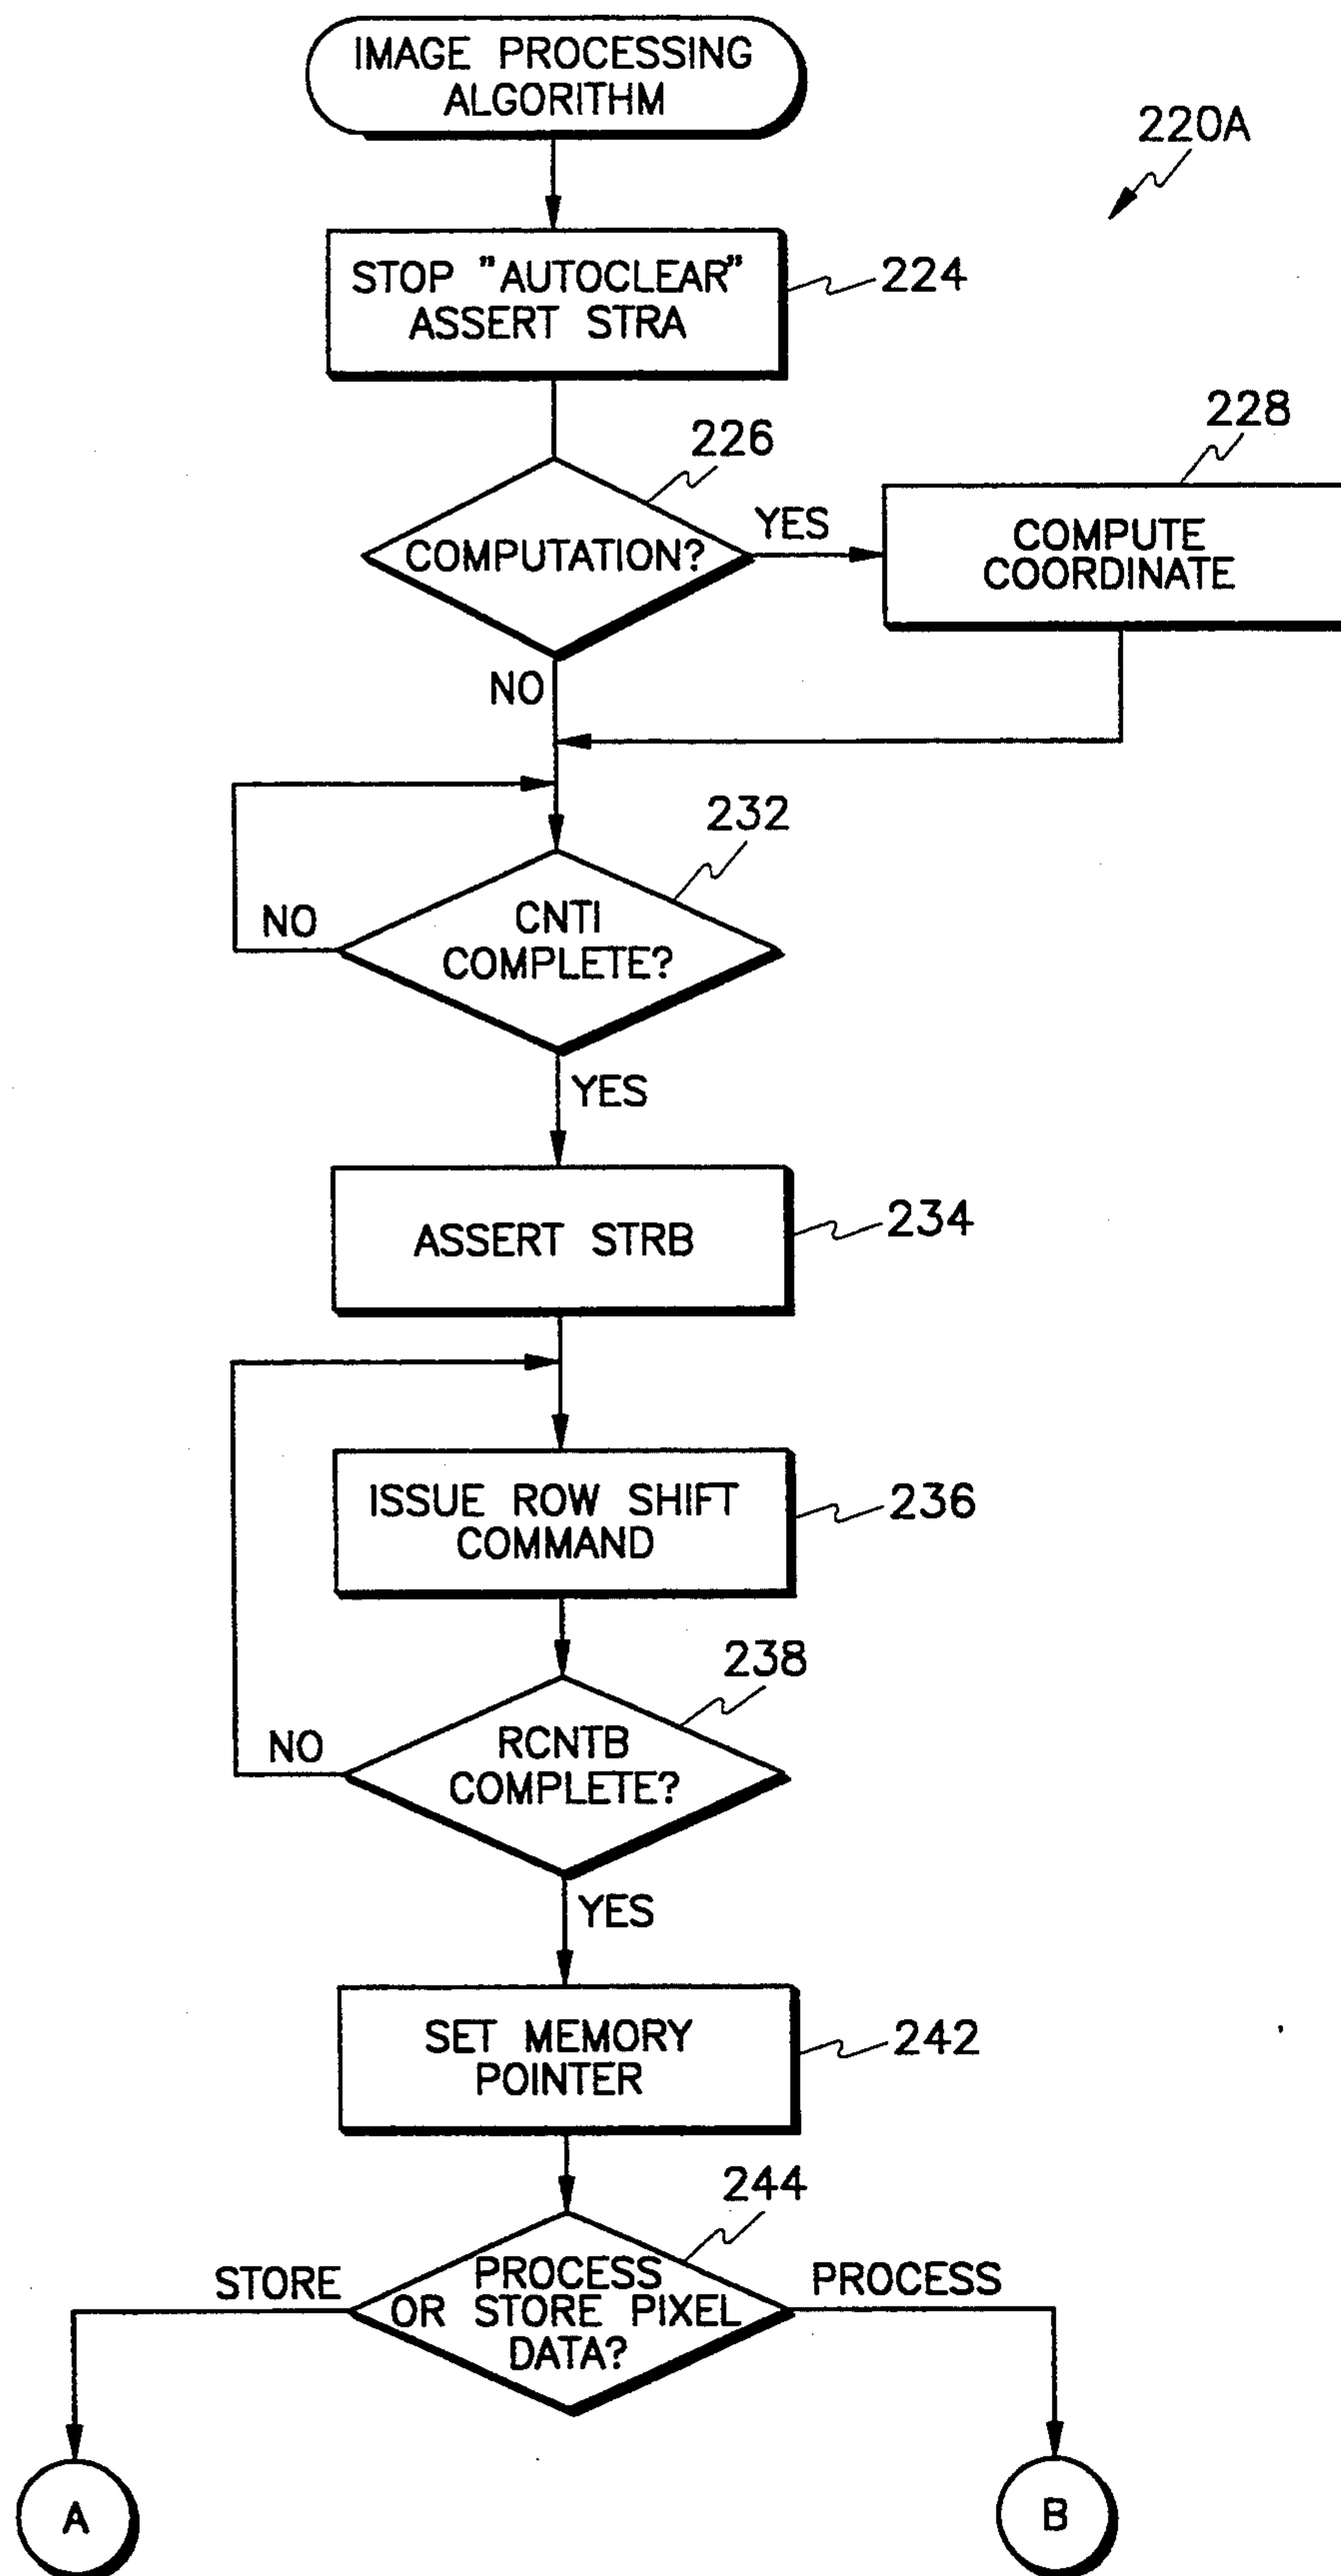 IMAGE PROCESSING
ALGORITHM
220A
STOP "AUTOCLEAR"
ASSERT STRA
224
226
228
COMPUTATION?
YES
COMPUTE
COORDINATE
NO
232
CNTI
COMPLETE?
NO
YES
ASSERT STRB
234
ISSUE ROW SHIFT
COMMAND
236
238
RCNTB
COMPLETE?
NO
YES
SET MEMORY
POINTER
242
244
STORE
PROCESS
OR STORE PIXEL
DATA?
PROCESS
A
B